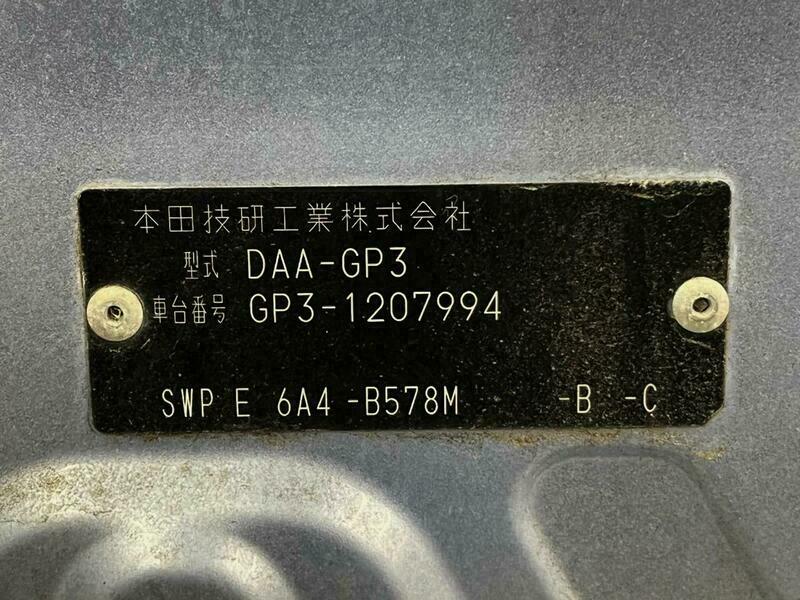 本田技研工業株式会社
型式 DAA-GP3
車台番号 GP3-1207994
SWP E 6A4 -B578M -B -C